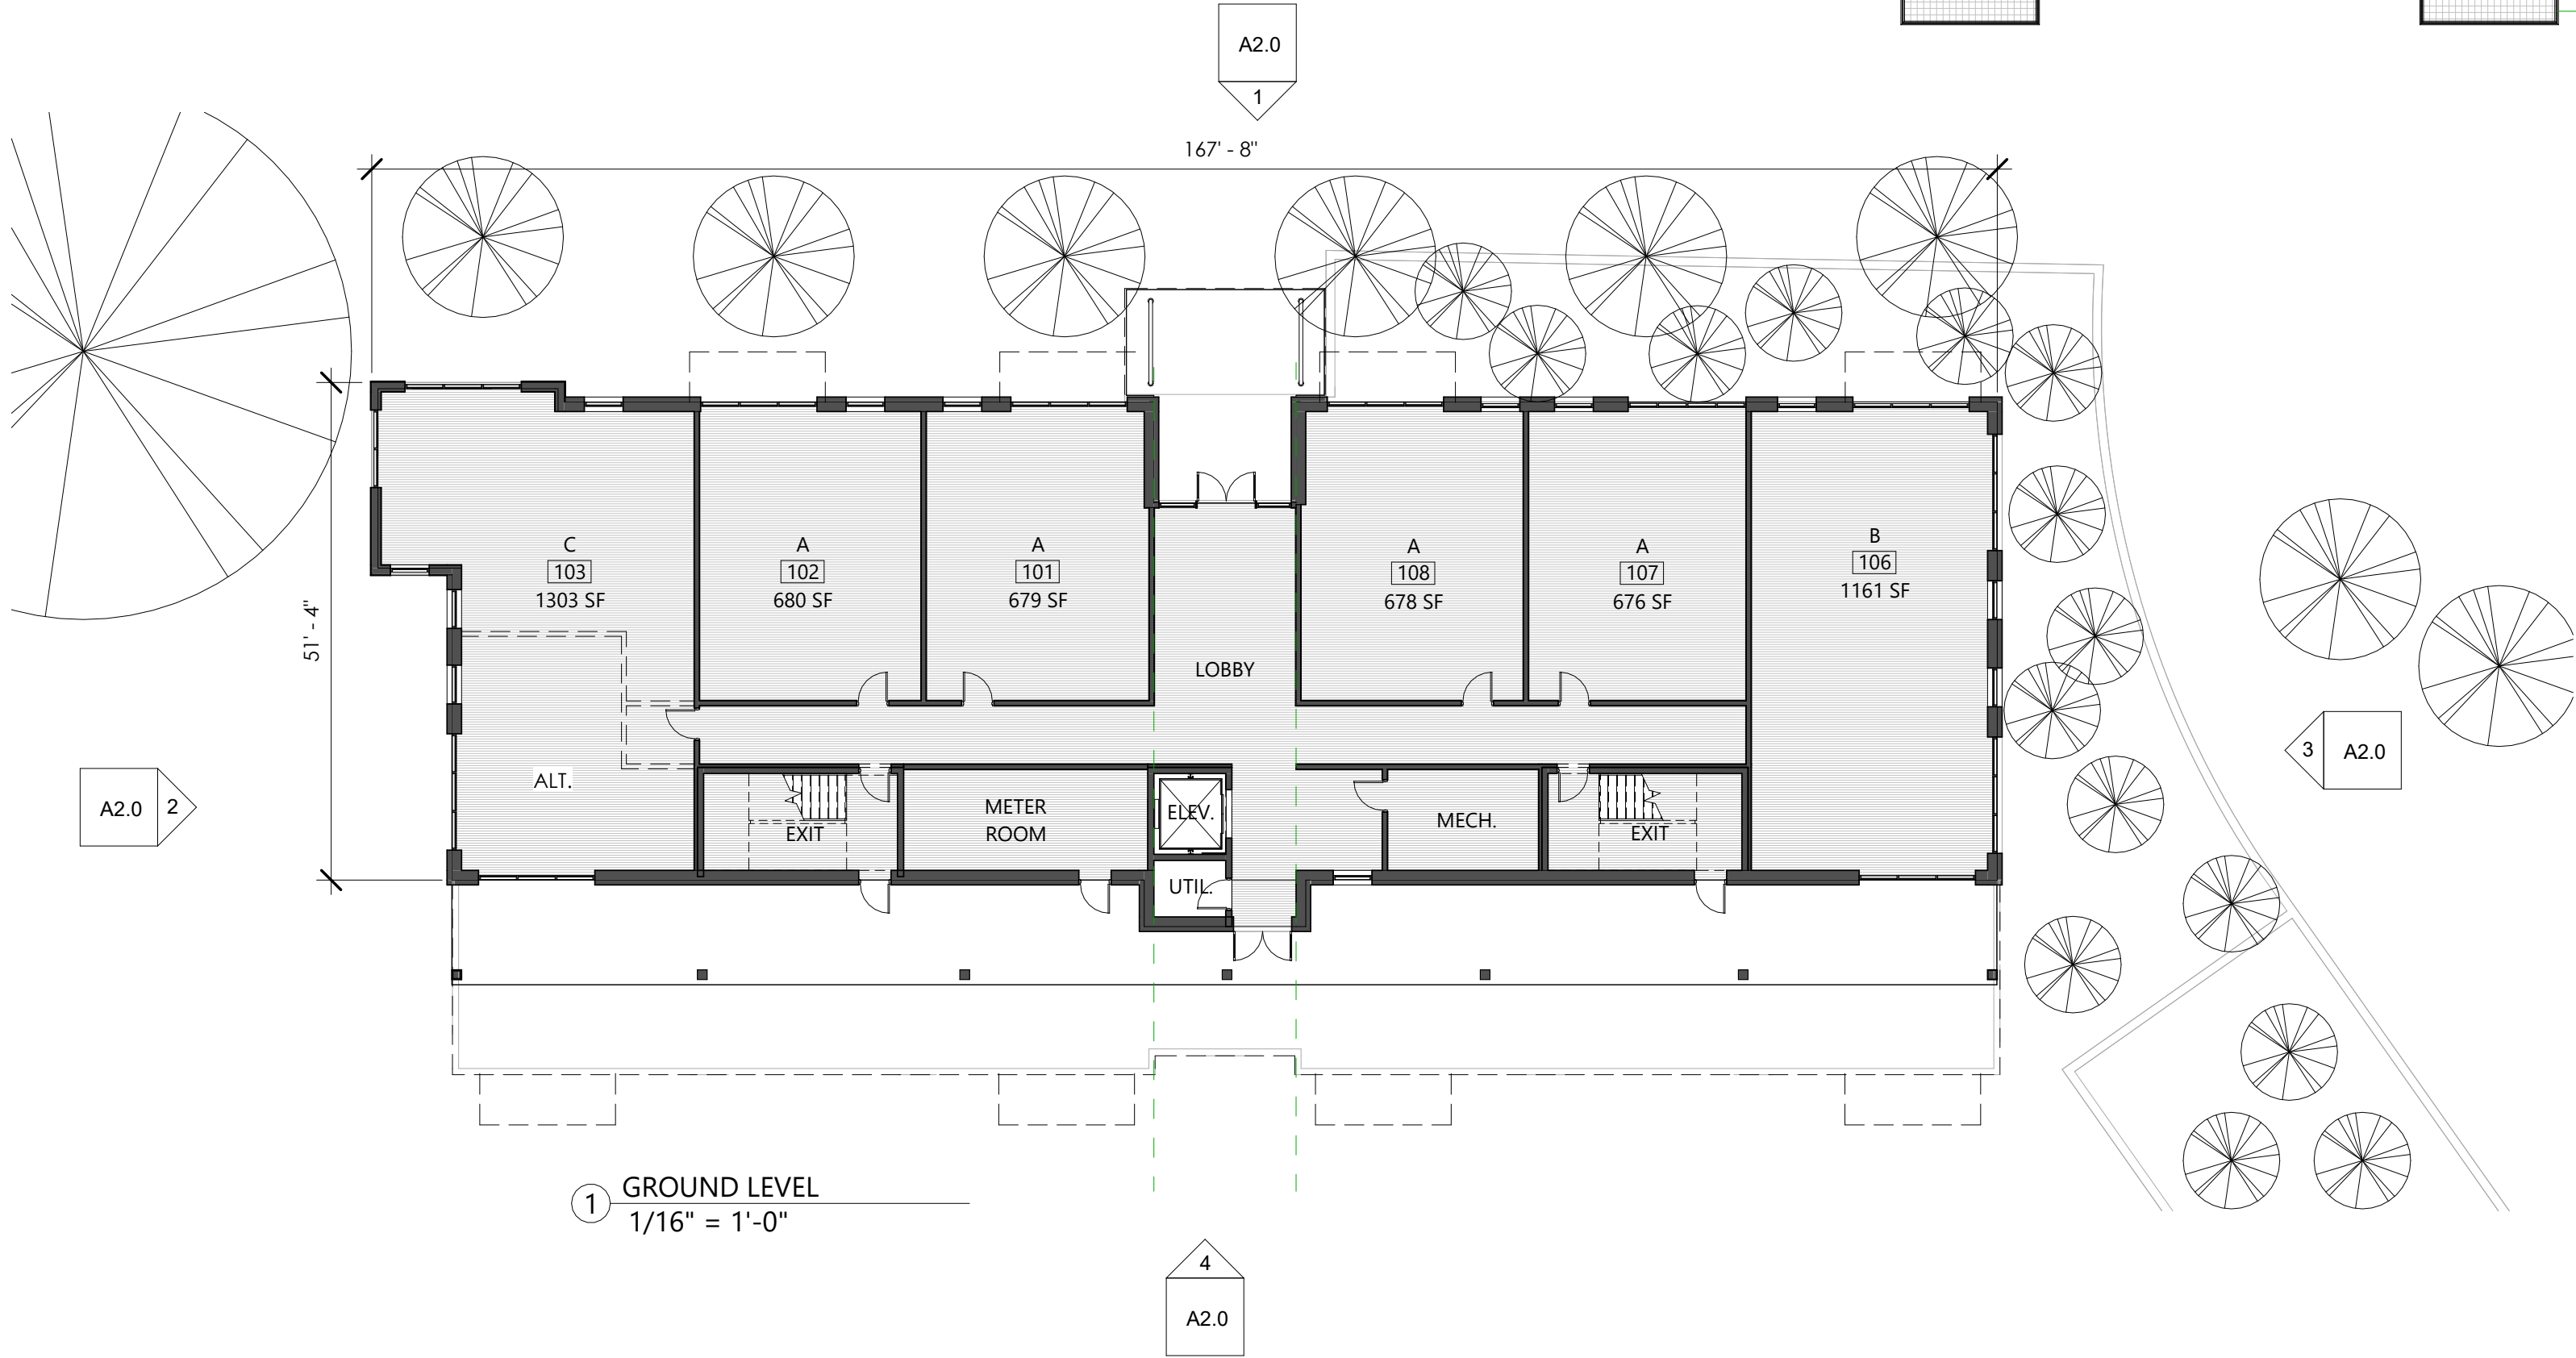 A2.0
1
167' - 8"
51' - 4"
C
103
1303 SF
A
102
680 SF
A
101
679 SF
A
108
678 SF
A
107
676 SF
B
106
1161 SF
LOBBY
ALT.
EXIT
METER
ROOM
ELEV.
UTIL.
MECH.
EXIT
A2.0 2
3 A2.0
1 GROUND LEVEL
1/16" = 1'-0"
4
A2.0